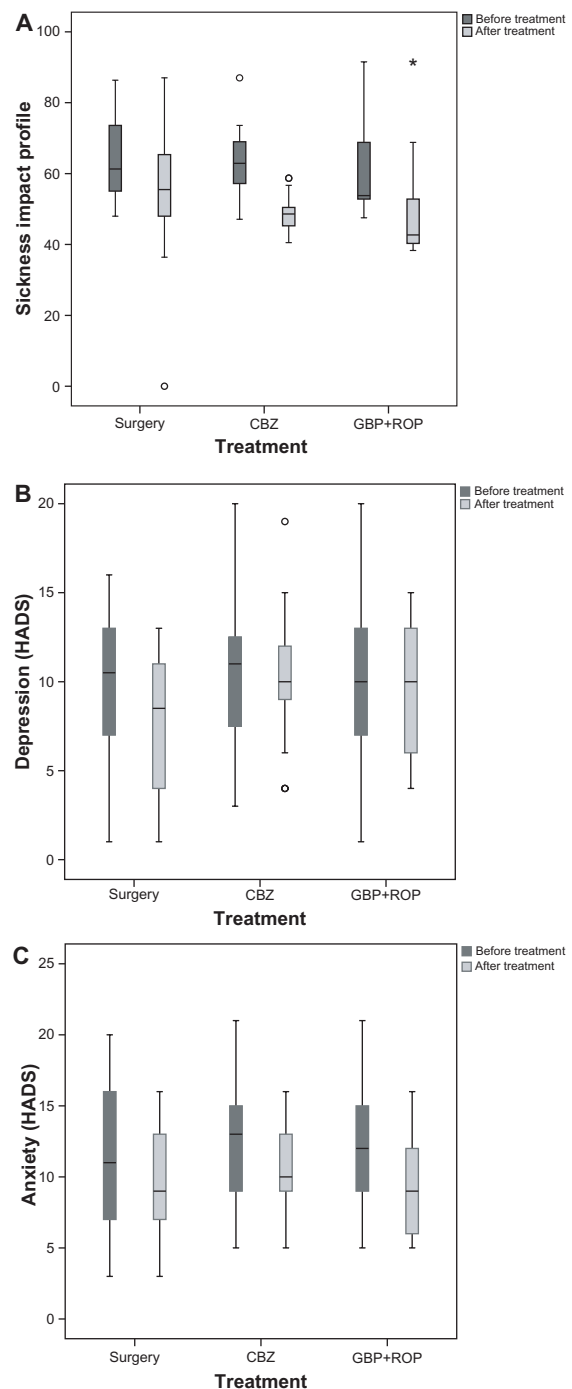 A
Before treatment
After treatment
100
80
60
40
20
0
Sickness impact profile
*
Surgery CBZ GBP+ROP
Treatment
B
Before treatment
After treatment
20
15
10
5
0
Depression (HADS)
Surgery CBZ GBP+ROP
Treatment
C
Before treatment
After treatment
25
20
15
10
5
0
Anxiety (HADS)
Surgery CBZ GBP+ROP
Treatment